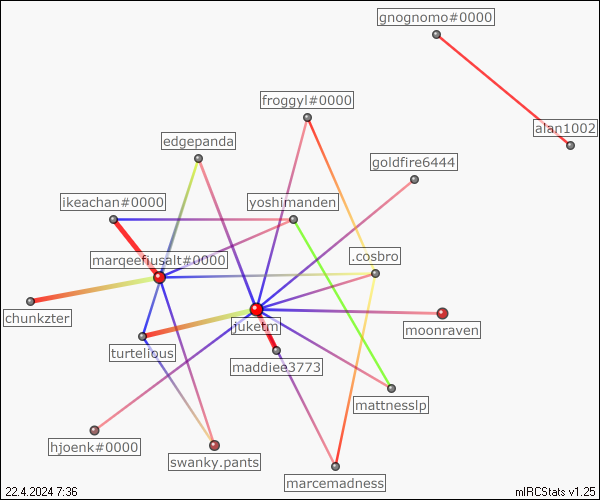 gnognomo#0000
froggyl#0000
alan1002
edgepanda
goldfire6444
ikeachan#0000
yoshimanden
marqeefiusalt#0000
.cosbro
chunkzter
juketm
moonraven
turtelious
maddiee3773
mattnesslp
hjoenk#0000
swanky.pants
marcemadness
22.4.2024 7:36
mIRCStats v1.25